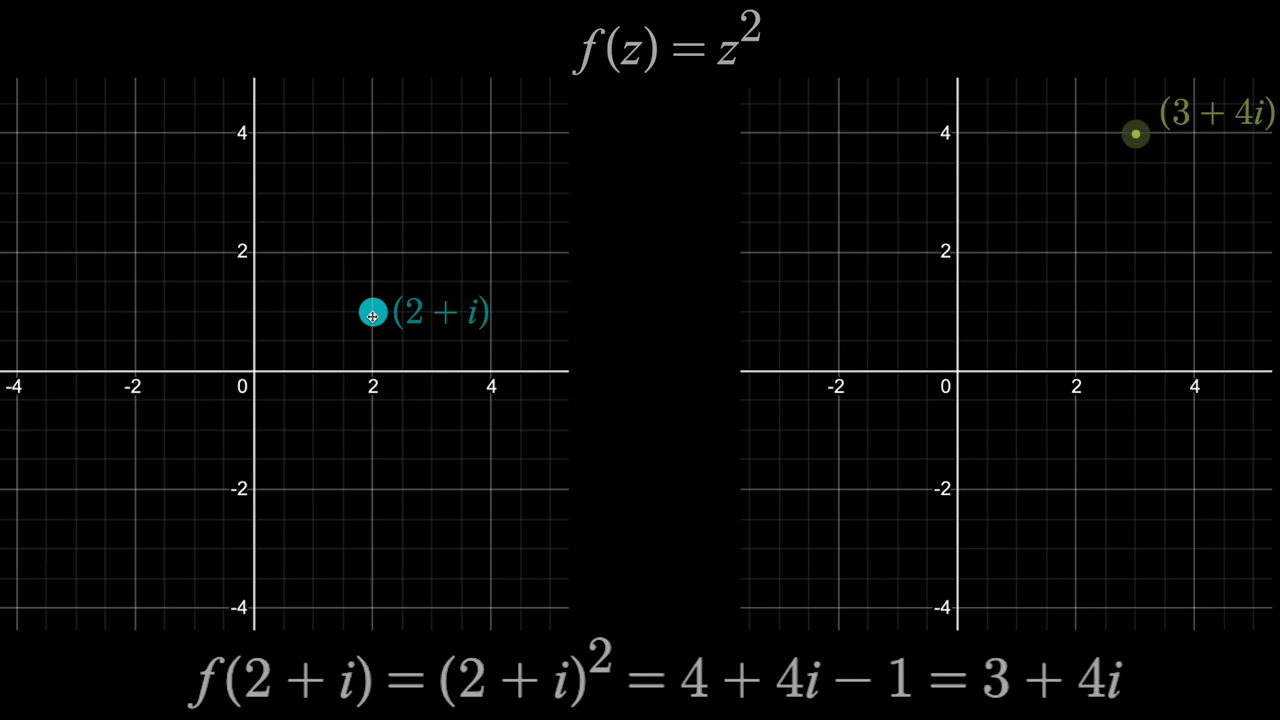 f(z) = z²
4
4
(3 + 4i)
2
2
(2 + i)
-4 -2 0 2 4
-2 0 2 4
-2
-2
-4
-4
f(2 + i) = (2 + i)² = 4 + 4i − 1 = 3 + 4i